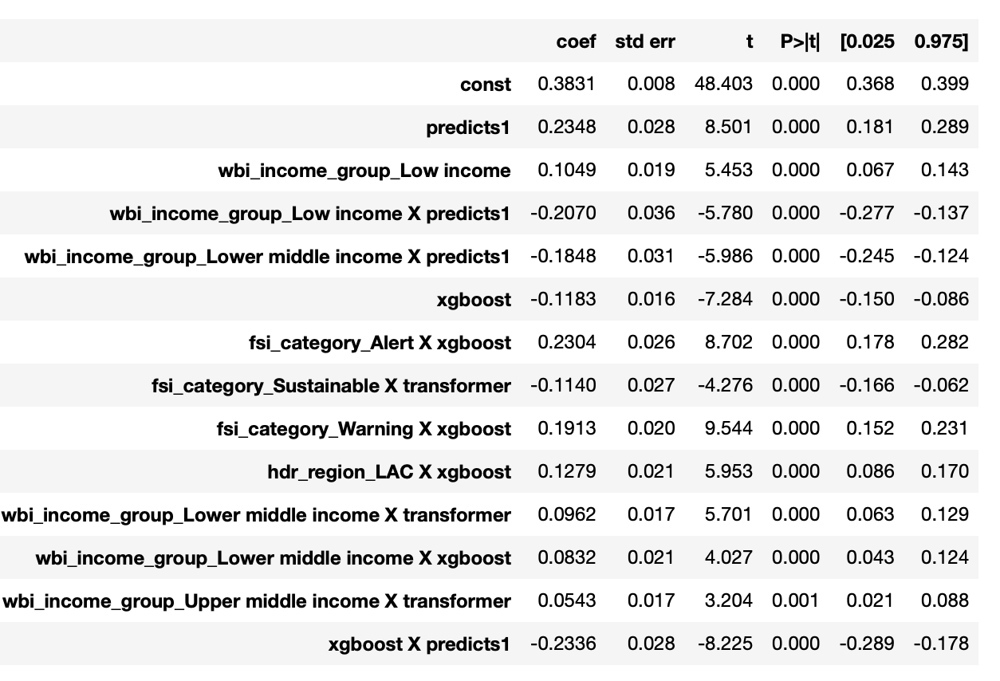 coef std err t P>|t| [0.025 0.975]
const 0.3831 0.008 48.403 0.000 0.368 0.399
predicts1 0.2348 0.028 8.501 0.000 0.181 0.289
wbi_income_group_Low income 0.1049 0.019 5.453 0.000 0.067 0.143
wbi_income_group_Low income X predicts1 -0.2070 0.036 -5.780 0.000 -0.277 -0.137
wbi_income_group_Lower middle income X predicts1 -0.1848 0.031 -5.986 0.000 -0.245 -0.124
xgboost -0.1183 0.016 -7.284 0.000 -0.150 -0.086
fsi_category_Alert X xgboost 0.2304 0.026 8.702 0.000 0.178 0.282
fsi_category_Sustainable X transformer -0.1140 0.027 -4.276 0.000 -0.166 -0.062
fsi_category_Warning X xgboost 0.1913 0.020 9.544 0.000 0.152 0.231
hdr_region_LAC X xgboost 0.1279 0.021 5.953 0.000 0.086 0.170
wbi_income_group_Lower middle income X transformer 0.0962 0.017 5.701 0.000 0.063 0.129
wbi_income_group_Lower middle income X xgboost 0.0832 0.021 4.027 0.000 0.043 0.124
wbi_income_group_Upper middle income X transformer 0.0543 0.017 3.204 0.001 0.021 0.088
xgboost X predicts1 -0.2336 0.028 -8.225 0.000 -0.289 -0.178